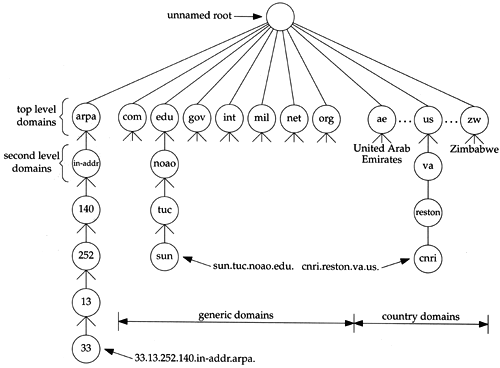 unnamed root
top level
domains
arpa
com
edu
gov
int
mil
net
org
ae
...
us
...
zw
United Arab
Emirates
Zimbabwe
second level
domains
in-addr
noao
va
140
tuc
reston
252
sun
sun.tuc.noao.edu.
cnri.reston.va.us.
cnri
13
generic domains
country domains
33
33.13.252.140.in-addr.arpa.